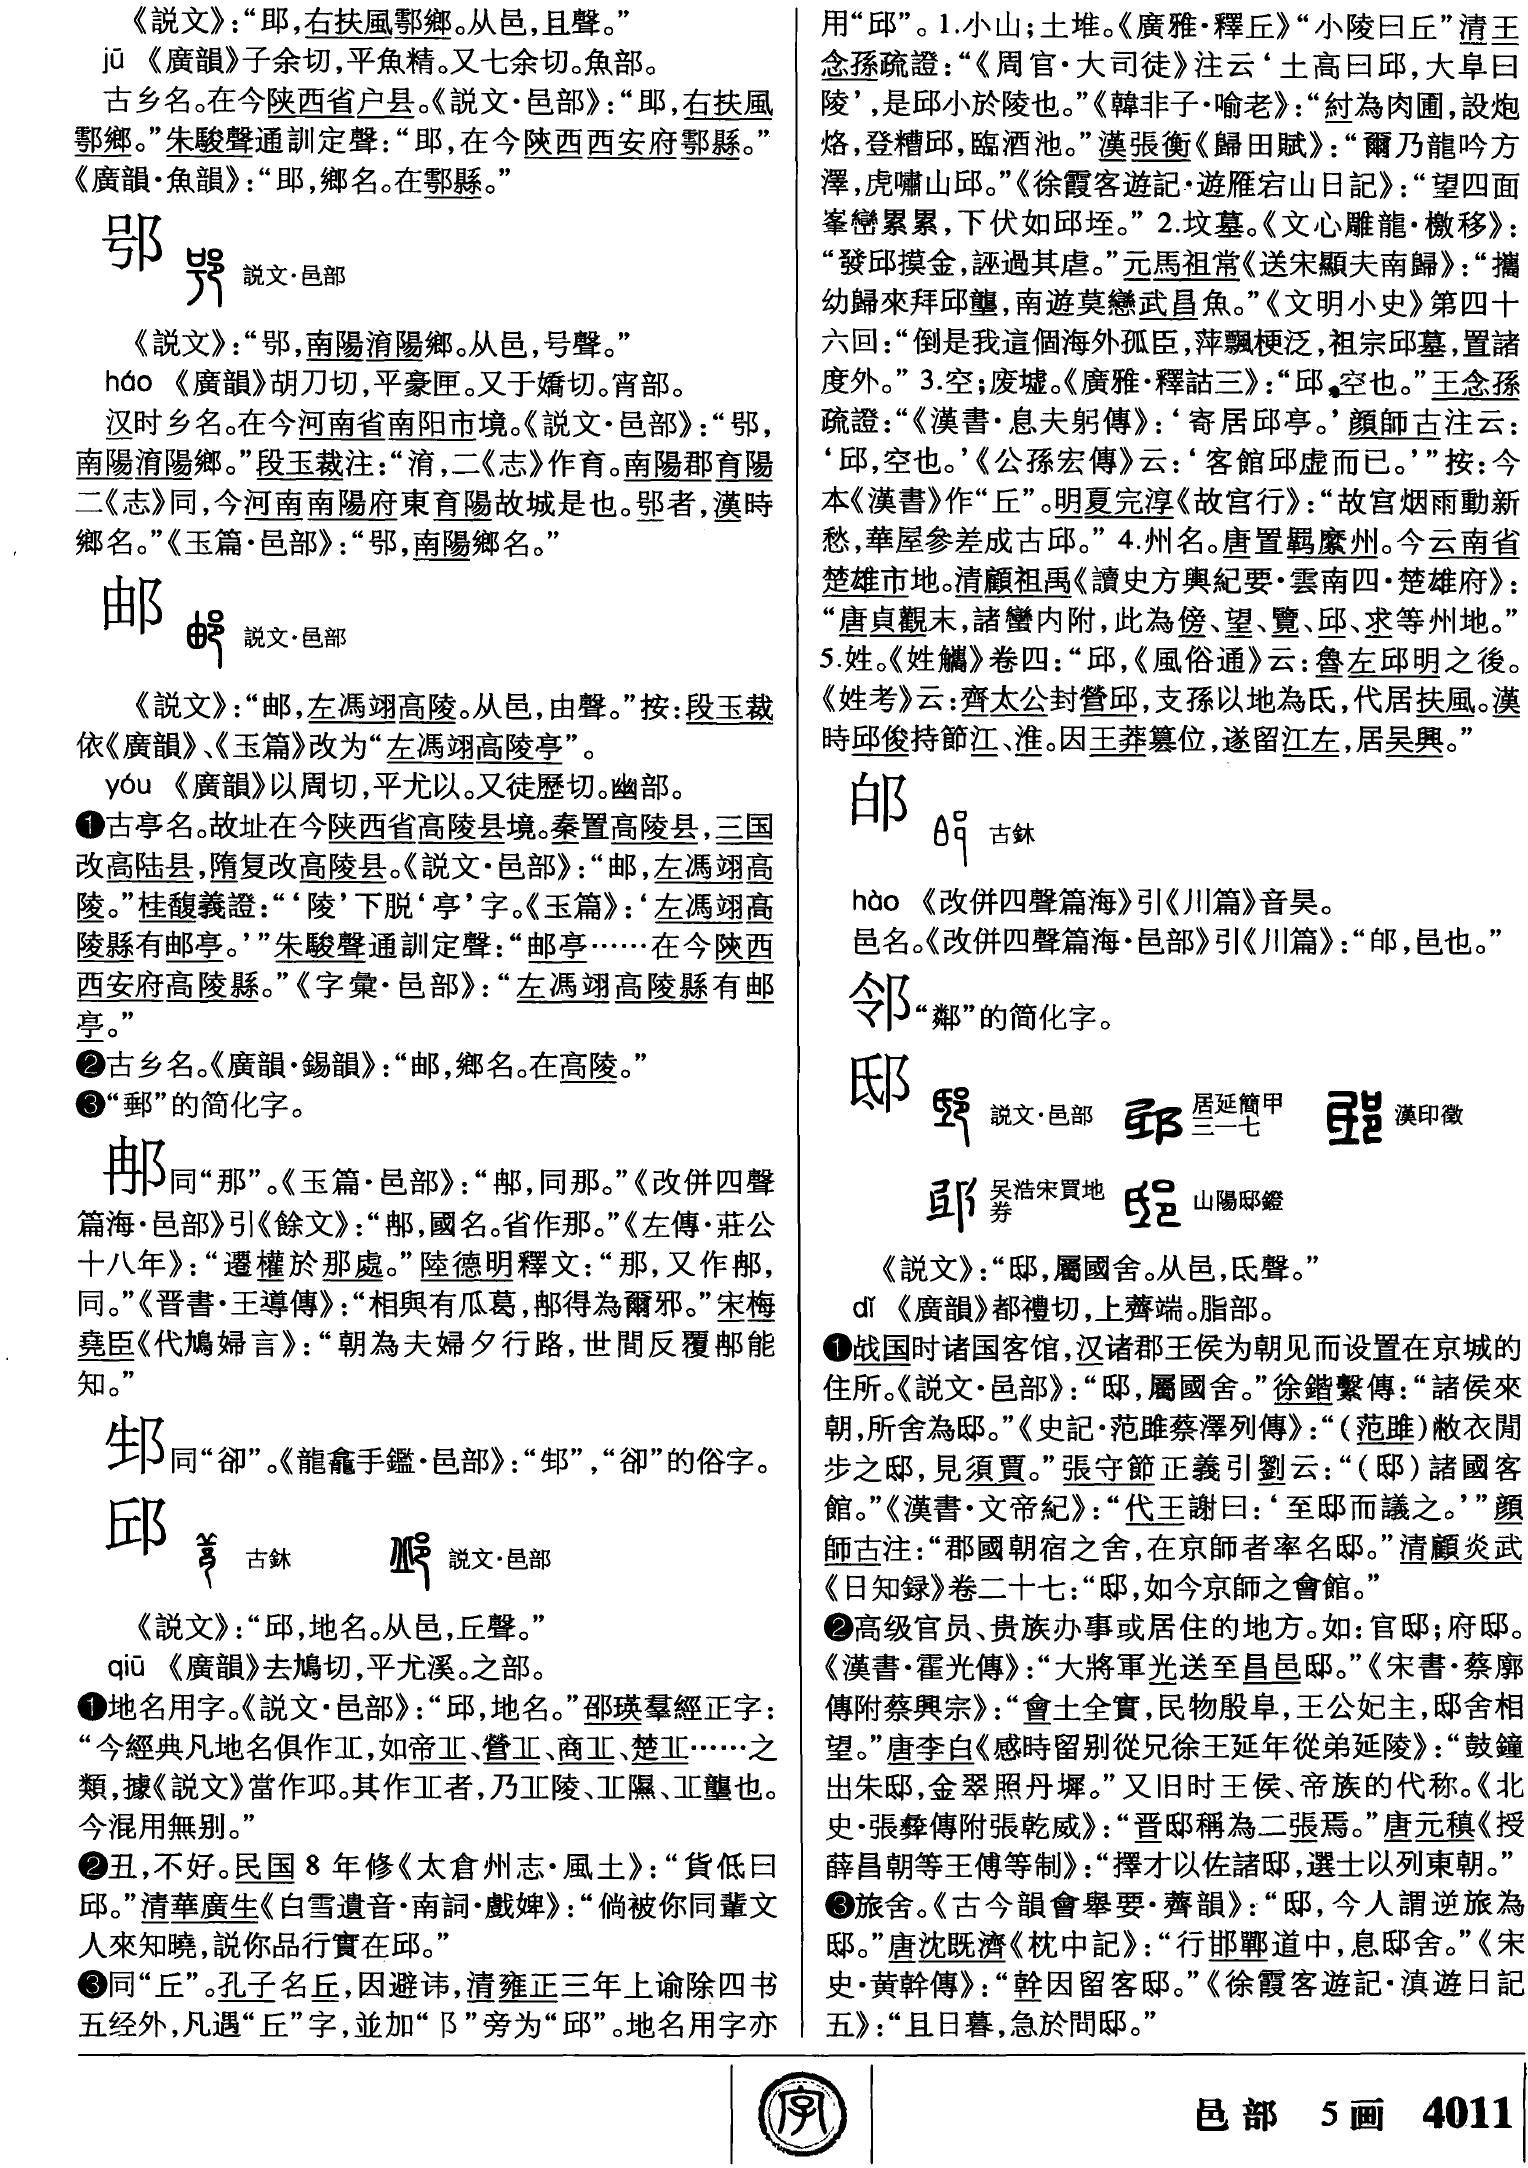 《説文》：“䢸，右扶風鄠鄉。从邑，且聲。”
jū 《廣韻》子余切，平魚精。又七余切。魚部。
古乡名。在今陕西省户县。《説文·邑部》：“䢸，右扶風
鄠鄉。”朱駿聲通訓定聲：“䢸，在今陝西西安府鄠縣。”
《廣韻·魚韻》：“䢸，鄉名。在鄠縣。”
説文·邑部
《説文》：“，南陽淯陽鄉。从邑，号聲。”
háo 《廣韻》胡刀切，平豪匣。又于嬌切。宵部。
汉时乡名。在今河南省南阳市境。《説文·邑部》：“，
南陽淯陽鄉。”段玉裁注：“淯，二《志》作育。南陽郡育陽
二《志》同，今河南南陽府東育陽故城是也。者，漢時
鄉名。”《玉篇·邑部》：“，南陽鄉名。”
邮 説文·邑部
《説文》：“邮，左馮翊高陵。从邑，由聲。”按：段玉裁
依《廣韻》、《玉篇》改为“左馮翊高陵亭”。
yóu 《廣韻》以周切，平尤以。又徒歷切。幽部。
❶古亭名。故址在今陕西省高陵县境。秦置高陵县，三国
改高陆县，隋复改高陵县。《説文·邑部》：“邮，左馮翊高
陵。”桂馥義證：“‘陵’下脱‘亭’字。《玉篇》：‘左馮翊高
陵縣有邮亭。’”朱駿聲通訓定聲：“邮亭……在今陝西
西安府高陵縣。”《字彙·邑部》：“左馮翊高陵縣有邮
亭。”
❷古乡名。《廣韻·錫韻》：“邮，鄉名。在高陵。”
❸“郵”的简化字。
同“那”。《玉篇·邑部》：“，同那。”《改併四聲
篇海·邑部》引《餘文》：“，國名。省作那。”《左傳·莊公
十八年》：“遷權於那處。”陸德明釋文：“那，又作，
同。”《晋書·王導傳》：“相與有瓜葛，得為爾邪。”宋梅
堯臣《代鳩婦言》：“朝為夫婦夕行路，世間反覆能
知。”
同“卻”。《龍龕手鑑·邑部》：“”，“卻”的俗字。
邱 古鉨 説文·邑部
《説文》：“邱，地名。从邑，丘聲。”
qiū 《廣韻》去鳩切，平尤溪。之部。
❶地名用字。《説文·邑部》：“邱，地名。”邵瑛羣經正字：
“今經典凡地名俱作㐀，如帝㐀、營㐀、商㐀、楚㐀……之
類，據《説文》當作。其作㐀者，乃㐀陵、㐀隰、㐀壟也。
今混用無别。”
❷丑，不好。民国8年修《太倉州志·風土》：“貨低曰
邱。”清華廣生《白雪遺音·南詞·戲婢》：“倘被你同輩文
人來知曉，説你品行實在邱。”
❸同“丘”。孔子名丘，因避讳，清雍正三年上谕除四书
五经外，凡遇“丘”字，並加“阝”旁为“邱”。地名用字亦
用“邱”。1.小山；土堆。《廣雅·釋丘》“小陵曰丘”清王
念孫疏證：“《周官·大司徒》注云‘土高曰邱，大阜曰
陵’，是邱小於陵也。”《韓非子·喻老》：“紂為肉圃，設炮
烙，登糟邱，臨酒池。”漢張衡《歸田賦》：“爾乃龍吟方
澤，虎嘯山邱。”《徐霞客遊記·遊雁宕山日記》：“望四面
峯巒累累，下伏如邱垤。”2.坟墓。《文心雕龍·檄移》：
“發邱摸金，誣過其虐。”元馬祖常《送宋顯夫南歸》：“攜
幼歸來拜邱壟，南遊莫戀武昌魚。”《文明小史》第四十
六回：“倒是我這個海外孤臣，萍飄梗泛，祖宗邱墓，置諸
度外。”3.空；废墟。《廣雅·釋詁三》：“邱，空也。”王念孫
疏證：“《漢書·息夫躬傳》：‘寄居邱亭。’顔師古注云：
‘邱，空也。’《公孫宏傳》云：‘客館邱虚而已。’”按：今
本《漢書》作“丘”。明夏完淳《故宫行》：“故宫烟雨動新
愁，華屋參差成古邱。”4.州名。唐置羁縻州。今云南省
楚雄市地。清顧祖禹《讀史方輿紀要·雲南四·楚雄府》：
“唐貞觀末，諸蠻内附，此為傍、望、覽、邱、求等州地。”
5.姓。《姓觿》卷四：“邱，《風俗通》云：魯左邱明之後。
《姓考》云：齊太公封營邱，支孫以地為氏，代居扶風。漢
時邱俊持節江、淮。因王莽篡位，遂留江左，居吴興。”
古鉨
hào 《改併四聲篇海》引《川篇》音昊。
邑名。《改併四聲篇海·邑部》引《川篇》：“，邑也。”
邻“鄰”的简化字。
邸 説文·邑部 居延簡甲三一七 漢印徵
吴浩宋買地券 山陽邸鐙
《説文》：“邸，屬國舍。从邑，氐聲。”
dǐ 《廣韻》都禮切，上薺端。脂部。
❶战国时诸国客馆，汉诸郡王侯为朝见而设置在京城的
住所。《説文·邑部》：“邸，屬國舍。”徐鍇繫傳：“諸侯來
朝，所舍為邸。”《史記·范雎蔡澤列傳》：“（范雎）敝衣閒
步之邸，見須賈。”張守節正義引劉云：“（邸）諸國客
館。”《漢書·文帝紀》：“代王謝曰：‘至邸而議之。’”顔
師古注：“郡國朝宿之舍，在京師者率名邸。”清顧炎武
《日知録》卷二十七：“邸，如今京師之會館。”
❷高级官员、贵族办事或居住的地方。如：官邸；府邸。
《漢書·霍光傳》：“大將軍光送至昌邑邸。”《宋書·蔡廓
傳附蔡興宗》：“會土全實，民物殷阜，王公妃主，邸舍相
望。”唐李白《感時留别從兄徐王延年從弟延陵》：“鼓鐘
出朱邸，金翠照丹墀。”又旧时王侯、帝族的代称。《北
史·張彝傳附張乾威》：“晋邸稱為二張焉。”唐元稹《授
薛昌朝等王傅等制》：“擇才以佐諸邸，選士以列東朝。”
❸旅舍。《古今韻會舉要·薺韻》：“邸，今人謂逆旅為
邸。”唐沈既濟《枕中記》：“行邯鄲道中，息邸舍。”《宋
史·黄幹傳》：“幹因留客邸。”《徐霞客遊記·滇遊日記
五》：“且日暮，急於問邸。”
字
邑部 5画 4011